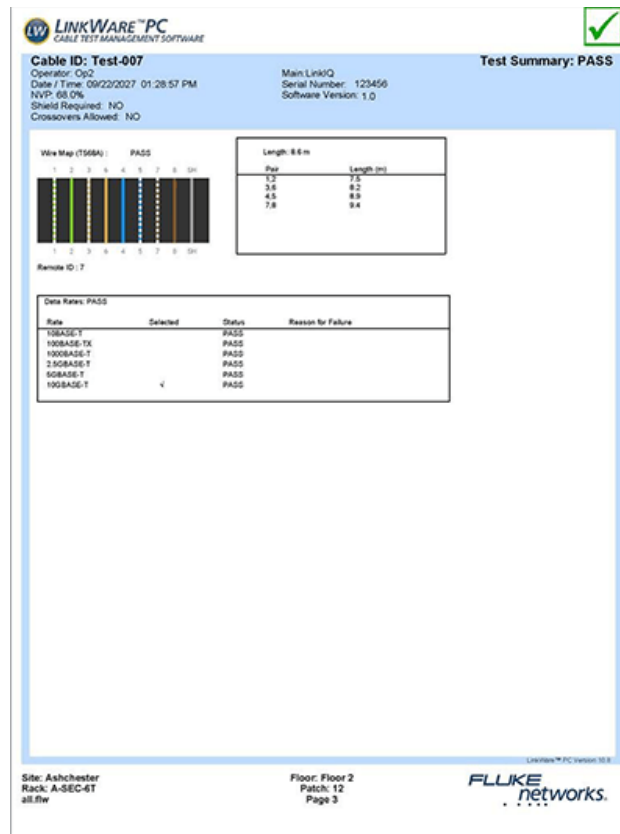 LW LINKWARE™PC
CABLE TEST MANAGEMENT SOFTWARE
Cable ID: Test-007
Test Summary: PASS
Operator: Op2
Date / Time: 09/22/2027 01:28:57 PM
NVP: 68.0%
Shield Required: NO
Crossovers Allowed: NO
Main:LinkIQ
Serial Number: 123456
Software Version: 1.0
Wire Map (T568A) : PASS
1 2 3 6 4 5 7 8 SH
1 2 3 6 4 5 7 8 SH
Remote ID : 7
Length: 8.6 m
Pair Length (m)
1,2 7.5
3,6 8.2
4,5 8.9
7,8 9.4
Data Rates: PASS
Rate Selected Status Reason for Failure
10BASE-T PASS
100BASE-TX PASS
1000BASE-T PASS
2.5GBASE-T PASS
5GBASE-T PASS
10GBASE-T √ PASS
LinkWare™ PC Version 10.8
Site: Ashchester
Rack: A-SEC-6T
all.flw
Floor: Floor 2
Patch: 12
Page 3
FLUKE
networks.